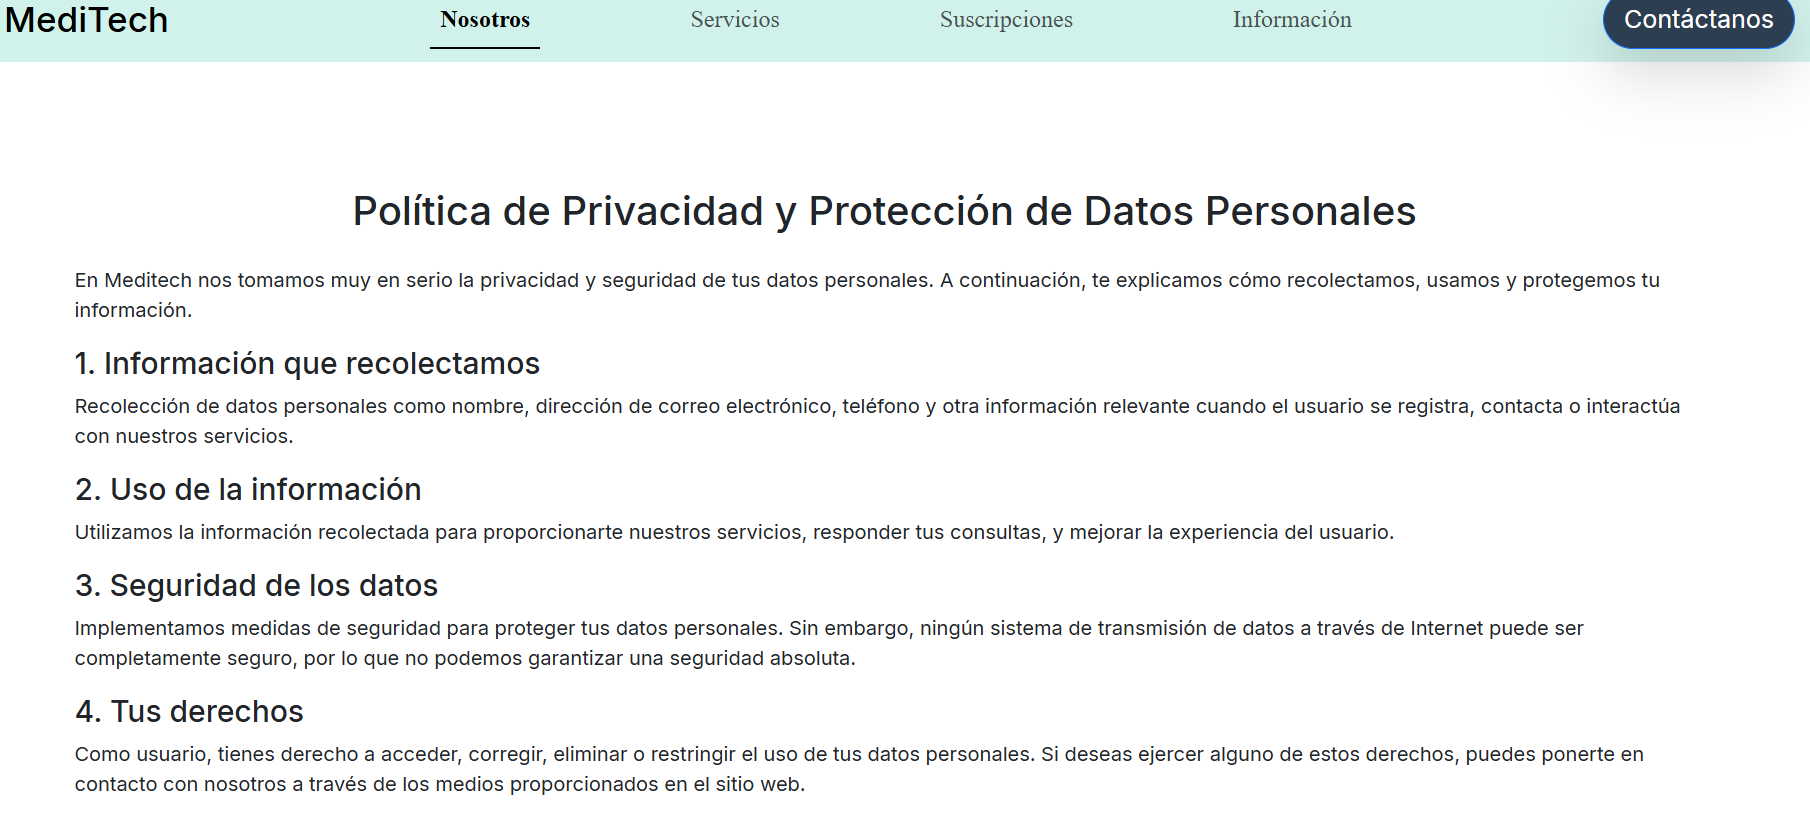 MediTech
Nosotros
Servicios
Suscripciones
Información
Contáctanos
Política de Privacidad y Protección de Datos Personales
En Meditech nos tomamos muy en serio la privacidad y seguridad de tus datos personales. A continuación, te explicamos cómo recolectamos, usamos y protegemos tu
información.
1. Información que recolectamos
Recolección de datos personales como nombre, dirección de correo electrónico, teléfono y otra información relevante cuando el usuario se registra, contacta o interactúa
con nuestros servicios.
2. Uso de la información
Utilizamos la información recolectada para proporcionarte nuestros servicios, responder tus consultas, y mejorar la experiencia del usuario.
3. Seguridad de los datos
Implementamos medidas de seguridad para proteger tus datos personales. Sin embargo, ningún sistema de transmisión de datos a través de Internet puede ser
completamente seguro, por lo que no podemos garantizar una seguridad absoluta.
4. Tus derechos
Como usuario, tienes derecho a acceder, corregir, eliminar o restringir el uso de tus datos personales. Si deseas ejercer alguno de estos derechos, puedes ponerte en
contacto con nosotros a través de los medios proporcionados en el sitio web.